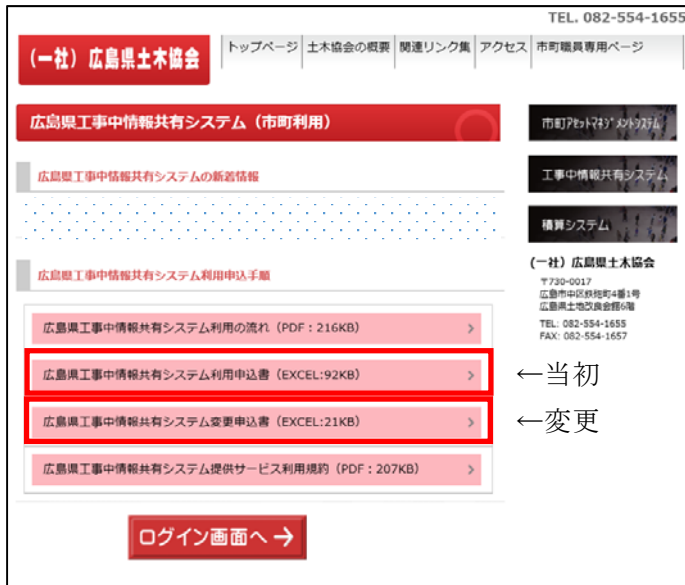 TEL. 082-554-1655
(一社) 広島県土木協会
トップページ 土木協会の概要 関連リンク集 アクセス 市町職員専用ページ
広島県工事中情報共有システム（市町利用）
市町アセットマネジメントシステム
広島県工事中情報共有システムの新着情報
工事中情報共有システム
積算システム
(一社) 広島県土木協会
〒730-0017
広島市中区鉄砲町4番1号
広島県土地改良会館6階
TEL: 082-554-1655
FAX: 082-554-1657
広島県工事中情報共有システム利用申込手順
広島県工事中情報共有システム利用の流れ（PDF：216KB）
広島県工事中情報共有システム利用申込書（EXCEL:92KB）
←当初
広島県工事中情報共有システム変更申込書（EXCEL:21KB）
←変更
広島県工事中情報共有システム提供サービス利用規約（PDF：207KB）
ログイン画面へ →